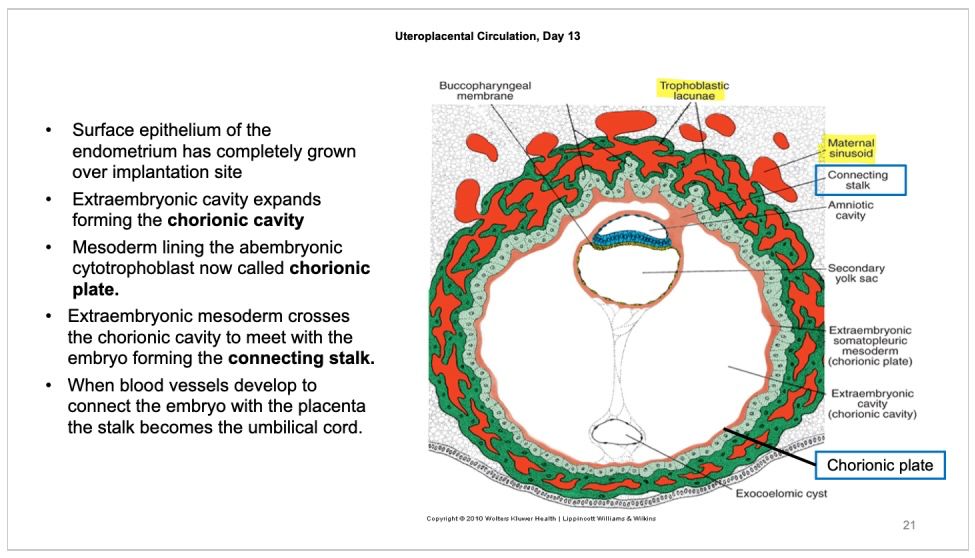 Uteroplacental Circulation, Day 13
• Surface epithelium of the
endometrium has completely grown
over implantation site
• Extraembryonic cavity expands
forming the chorionic cavity
• Mesoderm lining the abembryonic
cytotrophoblast now called chorionic
plate.
• Extraembryonic mesoderm crosses
the chorionic cavity to meet with the
embryo forming the connecting stalk.
• When blood vessels develop to
connect the embryo with the placenta
the stalk becomes the umbilical cord.
Buccopharyngeal
membrane
Trophoblastic
lacunae
Maternal
sinusoid
Connecting
stalk
Amniotic
cavity
Secondary
yolk sac
Extraembryonic
somatopleuric
mesoderm
(chorionic plate)
Extraembryonic
cavity
(chorionic cavity)
Chorionic plate
Exocoelomic cyst
Copyright © 2010 Wolters Kluwer Health | Lippincott Williams & Wilkins
21